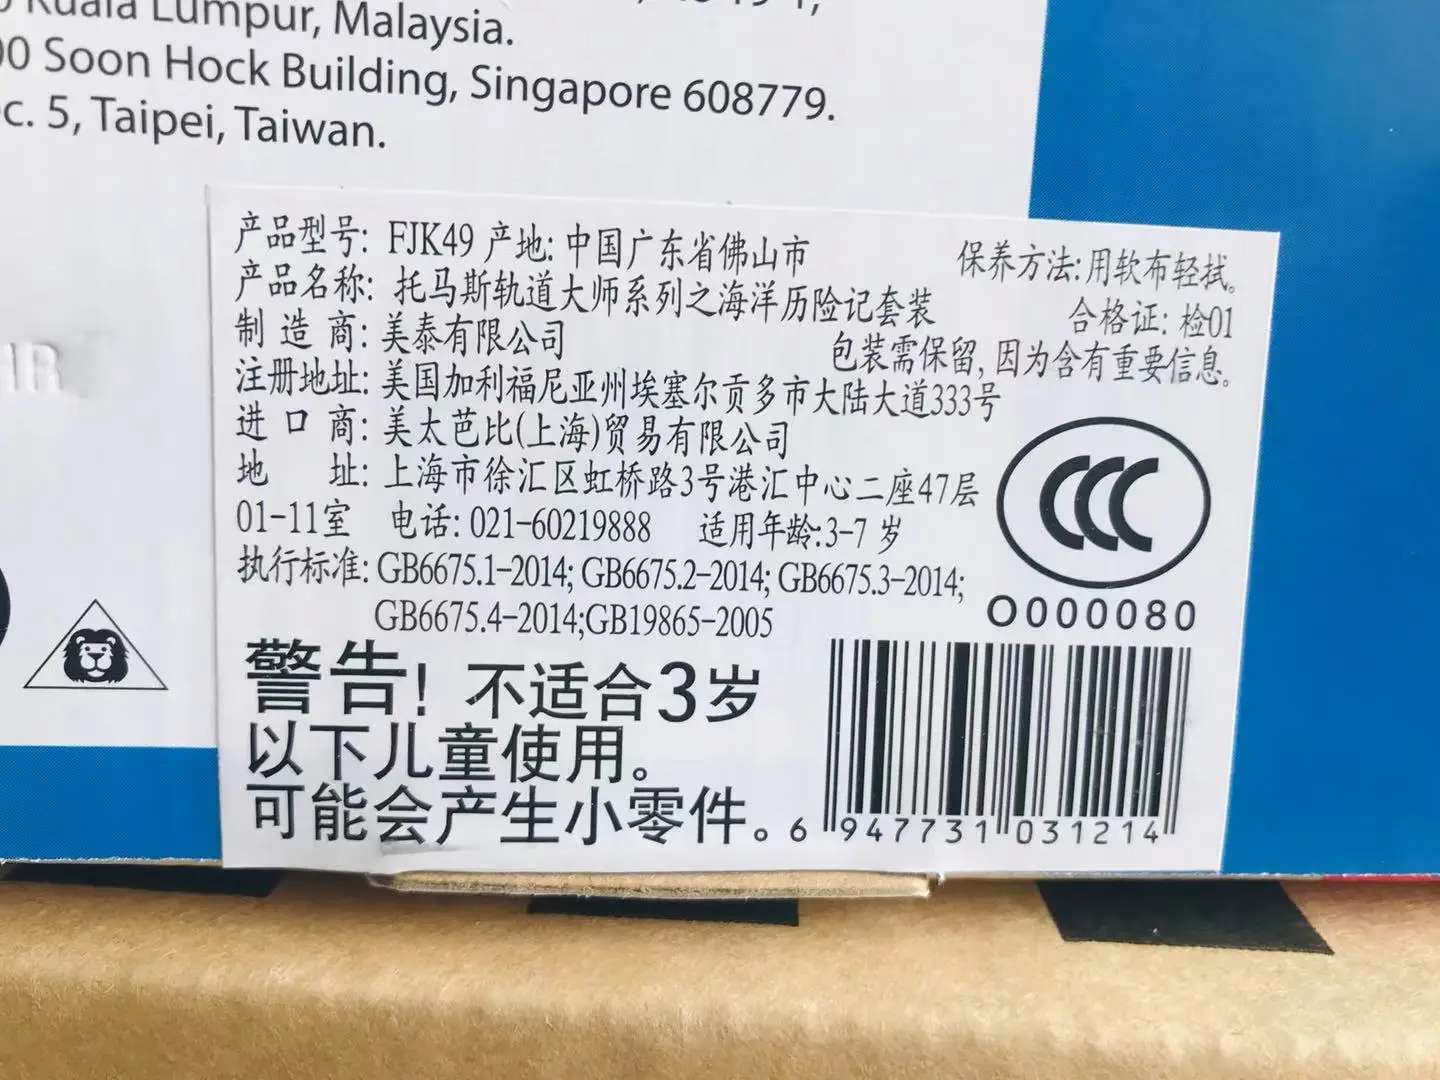 Kuala Lumpur, Malaysia.
00 Soon Hock Building, Singapore 608779.
c. 5, Taipei, Taiwan.
产品型号: FJK49 产地: 中国广东省佛山市
保养方法:用软布轻拭。
产品名称: 托马斯轨道大师系列之海洋历险记套装
合格证: 检01
制造商: 美泰有限公司
包装需保留, 因为含有重要信息。
注册地址: 美国加利福尼亚州埃塞尔贡多市大陆大道333号
进口商: 美太芭比(上海)贸易有限公司
地 址: 上海市徐汇区虹桥路3号港汇中心二座47层
01-11室 电话: 021-60219888 适用年龄:3-7 岁
执行标准: GB6675.1-2014; GB6675.2-2014; GB6675.3-2014;
GB6675.4-2014;GB19865-2005
CCC
O000080
警告! 不适合3岁
以下儿童使用。
可能会产生小零件。
6 947731 031214